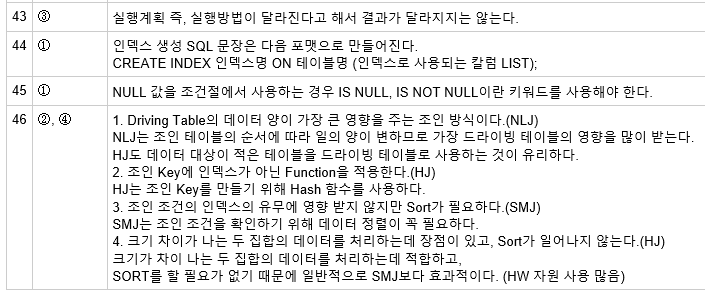 43 ③ 실행계획 즉, 실행방법이 달라진다고 해서 결과가 달라지지는 않는다.
44 ① 인덱스 생성 SQL 문장은 다음 포맷으로 만들어진다.
CREATE INDEX 인덱스명 ON 테이블명 (인덱스로 사용되는 칼럼 LIST);
45 ① NULL 값을 조건절에서 사용하는 경우 IS NULL, IS NOT NULL이란 키워드를 사용해야 한다.
46 ②, ④ 1. Driving Table의 데이터 양이 가장 큰 영향을 주는 조인 방식이다.(NLJ)
NLJ는 조인 테이블의 순서에 따라 일의 양이 변하므로 가장 드라이빙 테이블의 영향을 많이 받는다.
HJ도 데이터 대상이 적은 테이블을 드라이빙 테이블로 사용하는 것이 유리하다.
2. 조인 Key에 인덱스가 아닌 Function을 적용한다.(HJ)
HJ는 조인 Key를 만들기 위해 Hash 함수를 사용하다.
3. 조인 조건의 인덱스의 유무에 영향 받지 않지만 Sort가 필요하다.(SMJ)
SMJ는 조인 조건을 확인하기 위해 데이터 정렬이 꼭 필요하다.
4. 크기 차이가 나는 두 집합의 데이터를 처리하는데 장점이 있고, Sort가 일어나지 않는다.(HJ)
크기가 차이 나는 두 집합의 데이터를 처리하는데 적합하고,
SORT를 할 필요가 없기 때문에 일반적으로 SMJ보다 효과적이다. (HW 자원 사용 많음)